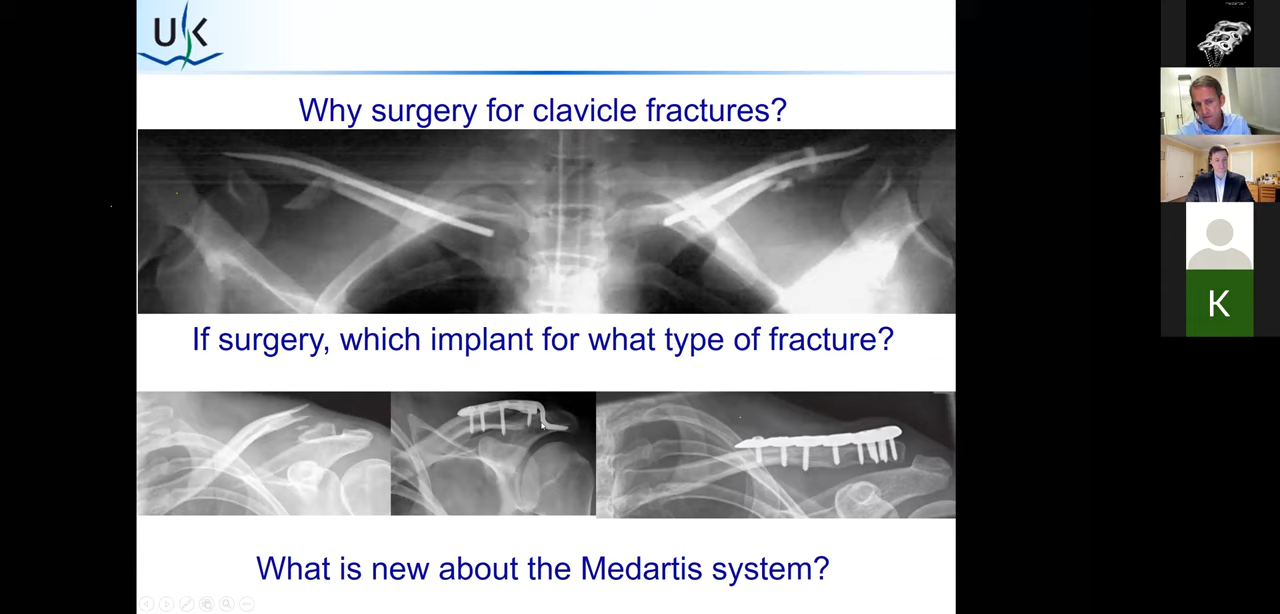 UK
Why surgery for clavicle fractures?
If surgery, which implant for what type of fracture?
What is new about the Medartis system?
medartis
K